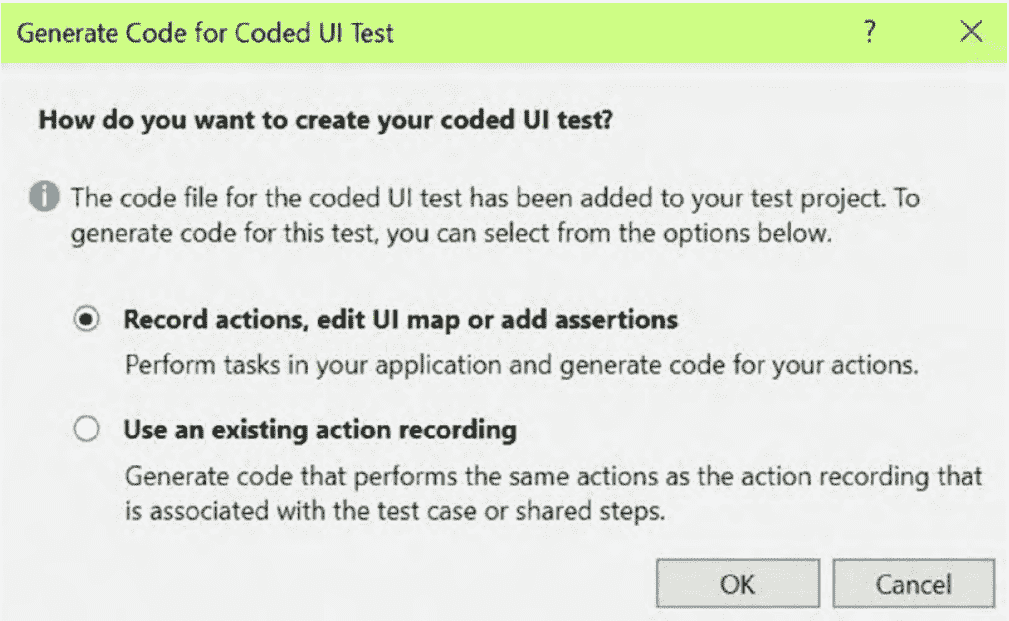 Generate Code for Coded UI Test
?
How do you want to create your coded UI test?
The code file for the coded UI test has been added to your test project. To
generate code for this test, you can select from the options below.
Record actions, edit UI map or add assertions
Perform tasks in your application and generate code for your actions.
Use an existing action recording
Generate code that performs the same actions as the action recording that
is associated with the test case or shared steps.
OK
Cancel